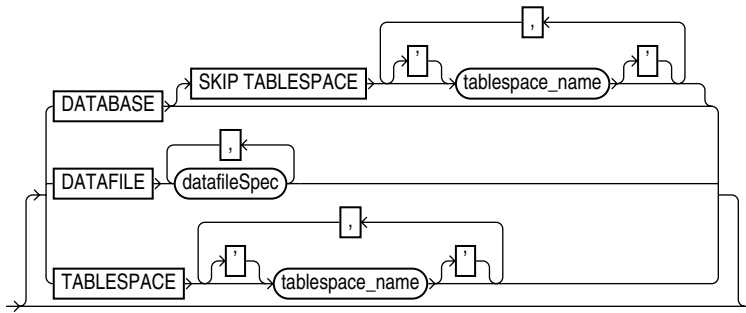 ,
SKIP TABLESPACE ' tablespace_name '
DATABASE
,
DATAFILE datafileSpec
,
TABLESPACE ' tablespace_name '